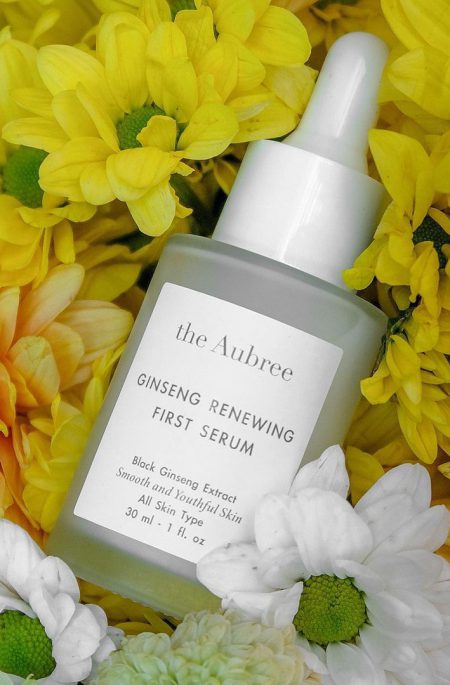 the Aubree
GINSENG RENEWING
FIRST SERUM
Black Ginseng Extract
Smooth and Youthful Skin
All Skin Type
30 ml - 1 fl. oz